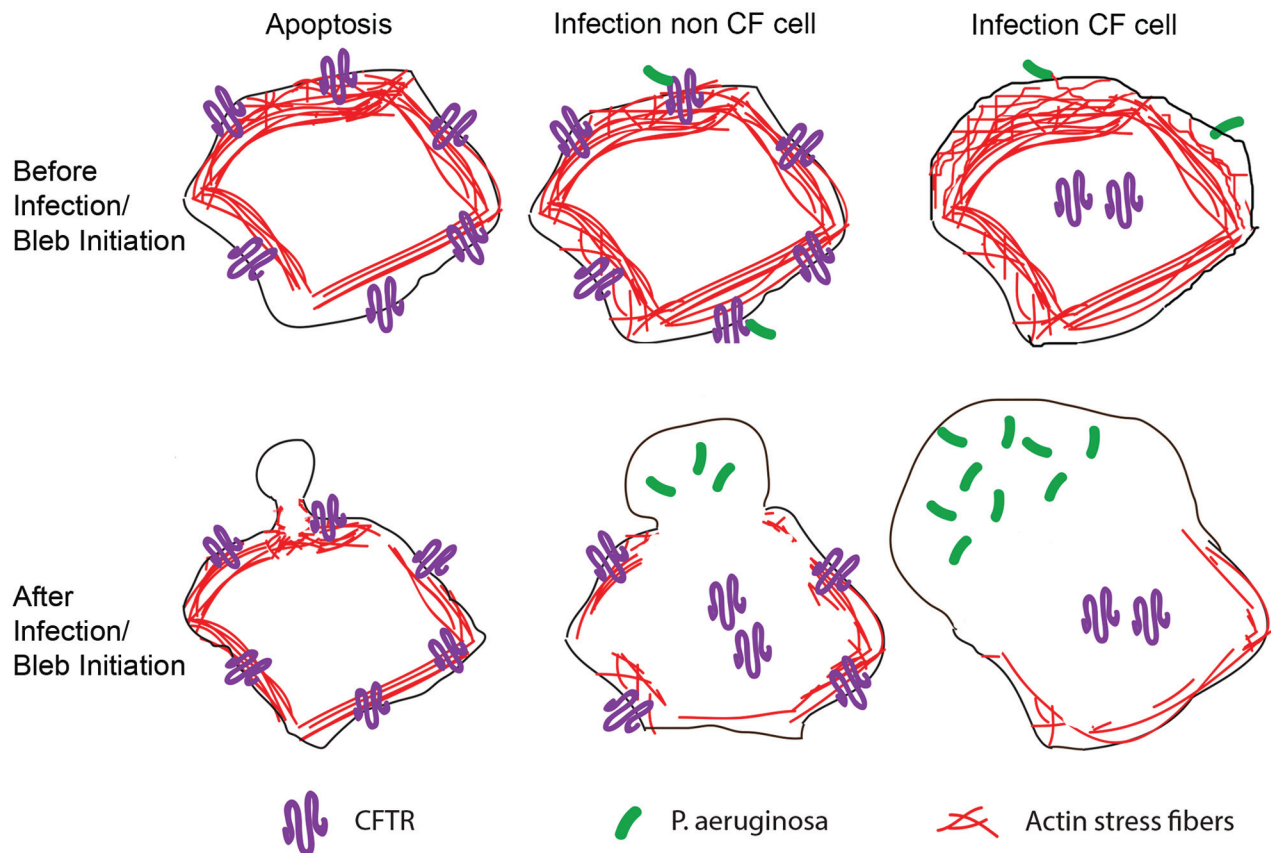 Apoptosis
Infection non CF cell
Infection CF cell
Before
Infection/
Bleb Initiation
After
Infection/
Bleb Initiation
CFTR
P. aeruginosa
Actin stress fibers